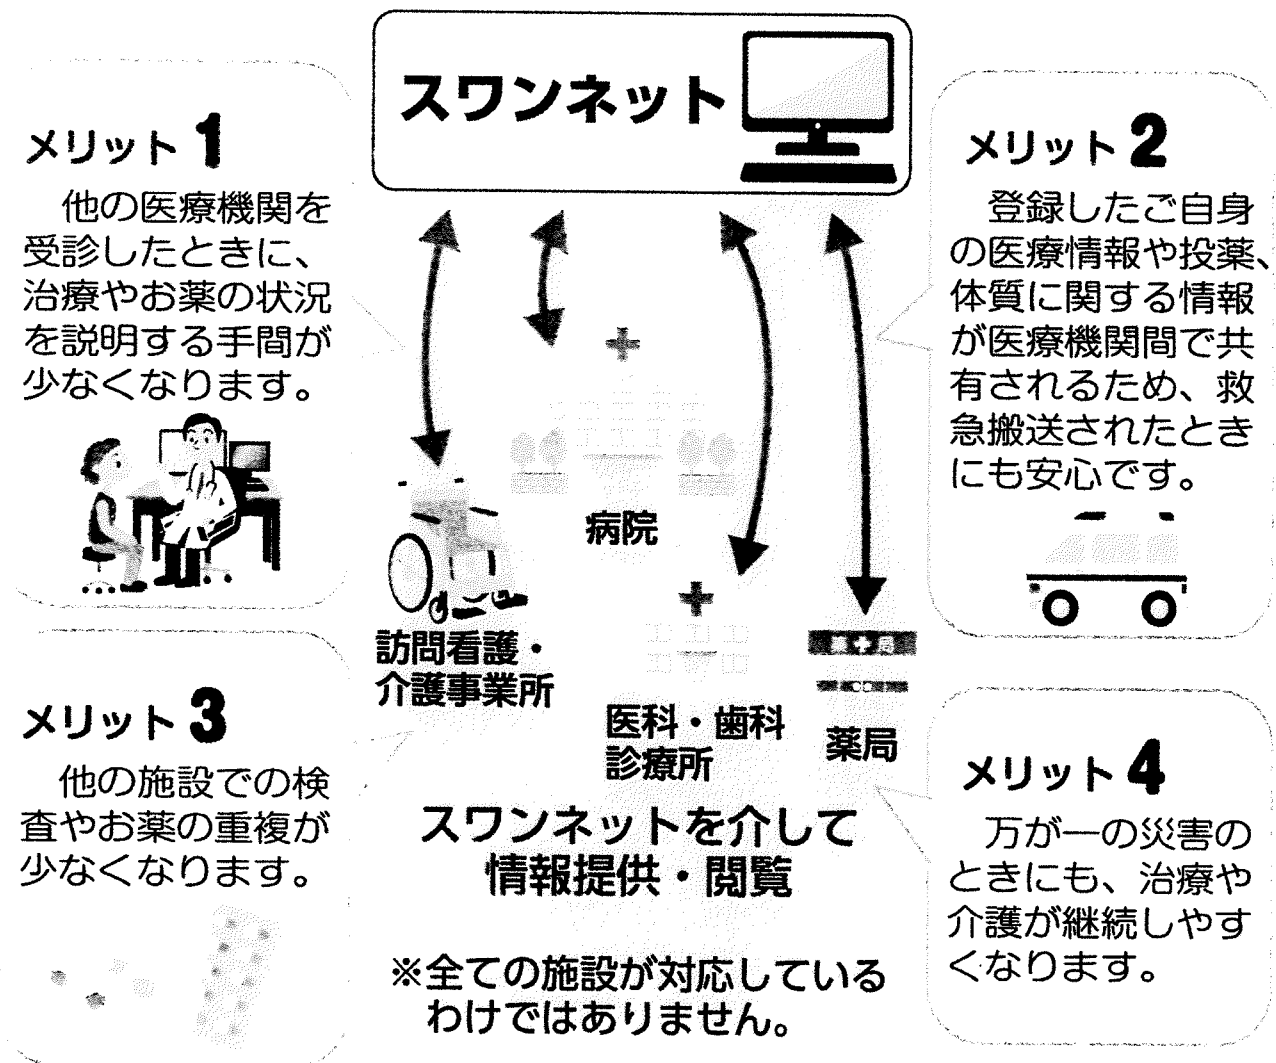 スワンネット
メリット1
他の医療機関を
受診したときに、
治療やお薬の状況
を説明する手間が
少なくなります。
メリット2
登録したご自身
の医療情報や投薬、
体質に関する情報
が医療機関間で共
有されるため、救
急搬送されたとき
にも安心です。
病院
訪問看護・
介護事業所
医科・歯科
診療所
薬局
薬局
メリット3
他の施設での検
査やお薬の重複が
少なくなります。
メリット4
万が一の災害の
ときにも、治療や
介護が継続しやす
くなります。
スワンネットを介して
情報提供・閲覧
※全ての施設が対応している
わけではありません。